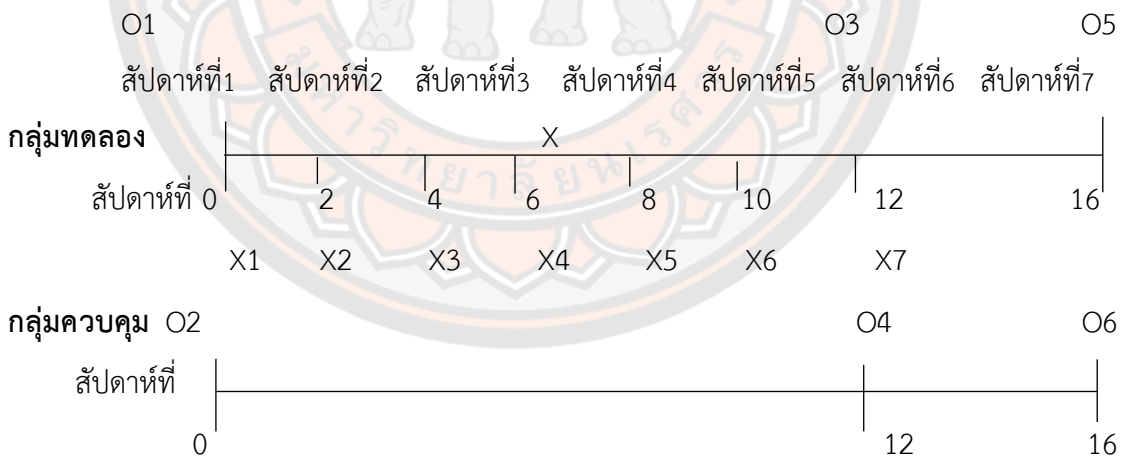 O1 O3 O5
สัปดาห์ที่1 สัปดาห์ที่2 สัปดาห์ที่3 สัปดาห์ที่4 สัปดาห์ที่5 สัปดาห์ที่6 สัปดาห์ที่7
กลุ่มทดลอง X
สัปดาห์ที่ 0 2 4 6 8 10 12 16
X1 X2 X3 X4 X5 X6 X7
กลุ่มควบคุม O2 O4 O6
สัปดาห์ที่
0 12 16